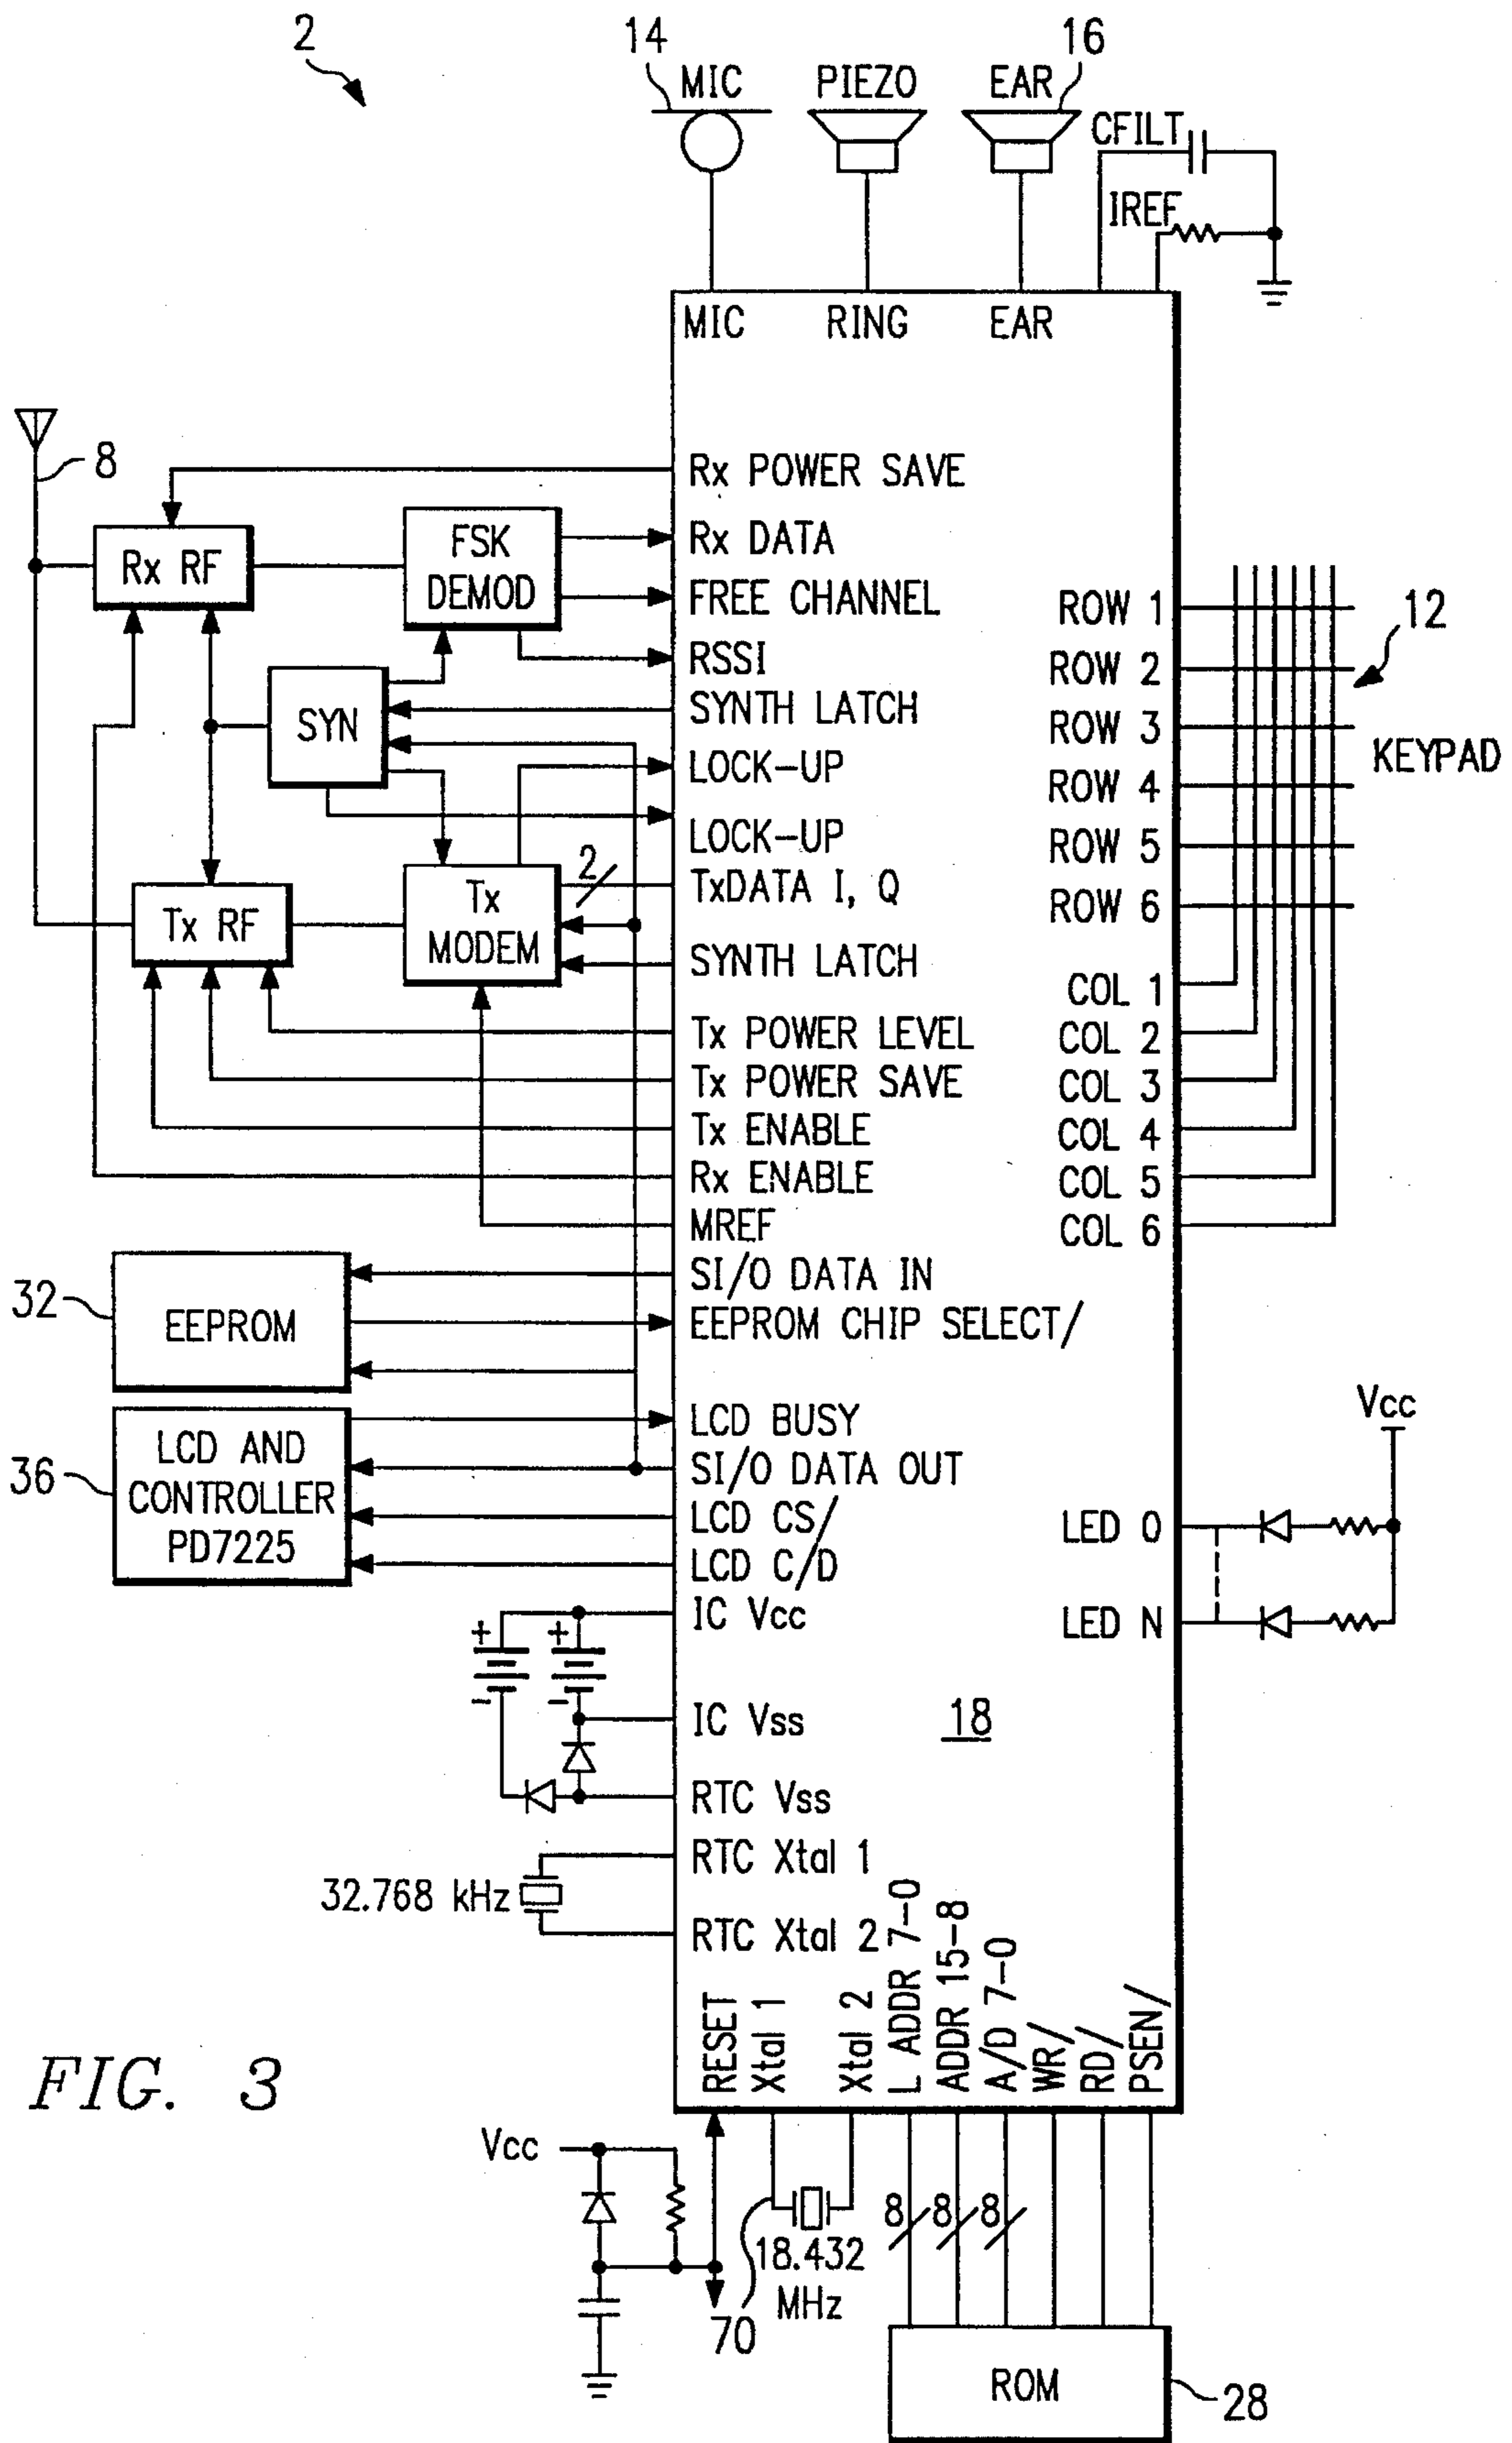 2
14
16
MIC
PIEZO
EAR
CFILT
IREF
MIC
RING
EAR
8
Rx POWER SAVE
Rx RF
FSK
DEMOD
Rx DATA
FREE CHANNEL
RSSI
SYN
SYNTH LATCH
LOCK-UP
LOCK-UP
2
Tx RF
Tx
MODEM
TxDATA I, Q
SYNTH LATCH
Tx POWER LEVEL
Tx POWER SAVE
Tx ENABLE
Rx ENABLE
MREF
ROW 1
ROW 2
ROW 3
ROW 4
ROW 5
ROW 6
12
KEYPAD
COL 1
COL 2
COL 3
COL 4
COL 5
COL 6
32
EEPROM
SI/O DATA IN
EEPROM CHIP SELECT/
36
LCD AND
CONTROLLER
PD7225
LCD BUSY
SI/O DATA OUT
LCD CS/
LCD C/D
Vcc
LED 0
LED N
IC Vcc
+ +
- -
IC Vss
18
RTC Vss
RTC Xtal 1
32.768 kHz
RTC Xtal 2
RESET
Xtal 1
Xtal 2
L ADDR 7-0
ADDR 15-8
A/D 7-0
WR/
RD/
PSEN/
FIG. 3
Vcc
8 8 8
18.432
MHz
70
ROM
28